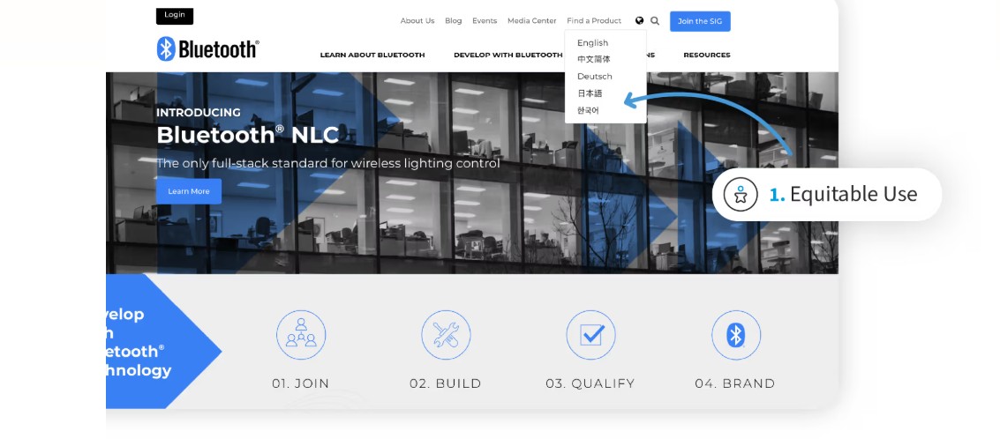 Login
About Us Blog Events Media Center Find a Product Join the SIG
Bluetooth®
LEARN ABOUT BLUETOOTH DEVELOP WITH BLUETOOTH NS RESOURCES
English
中文简体
Deutsch
日本語
한국어
INTRODUCING
Bluetooth® NLC
The only full-stack standard for wireless lighting control
Learn More
1. Equitable Use
velop
etooth®
hnology
01. JOIN 02. BUILD 03. QUALIFY 04. BRAND